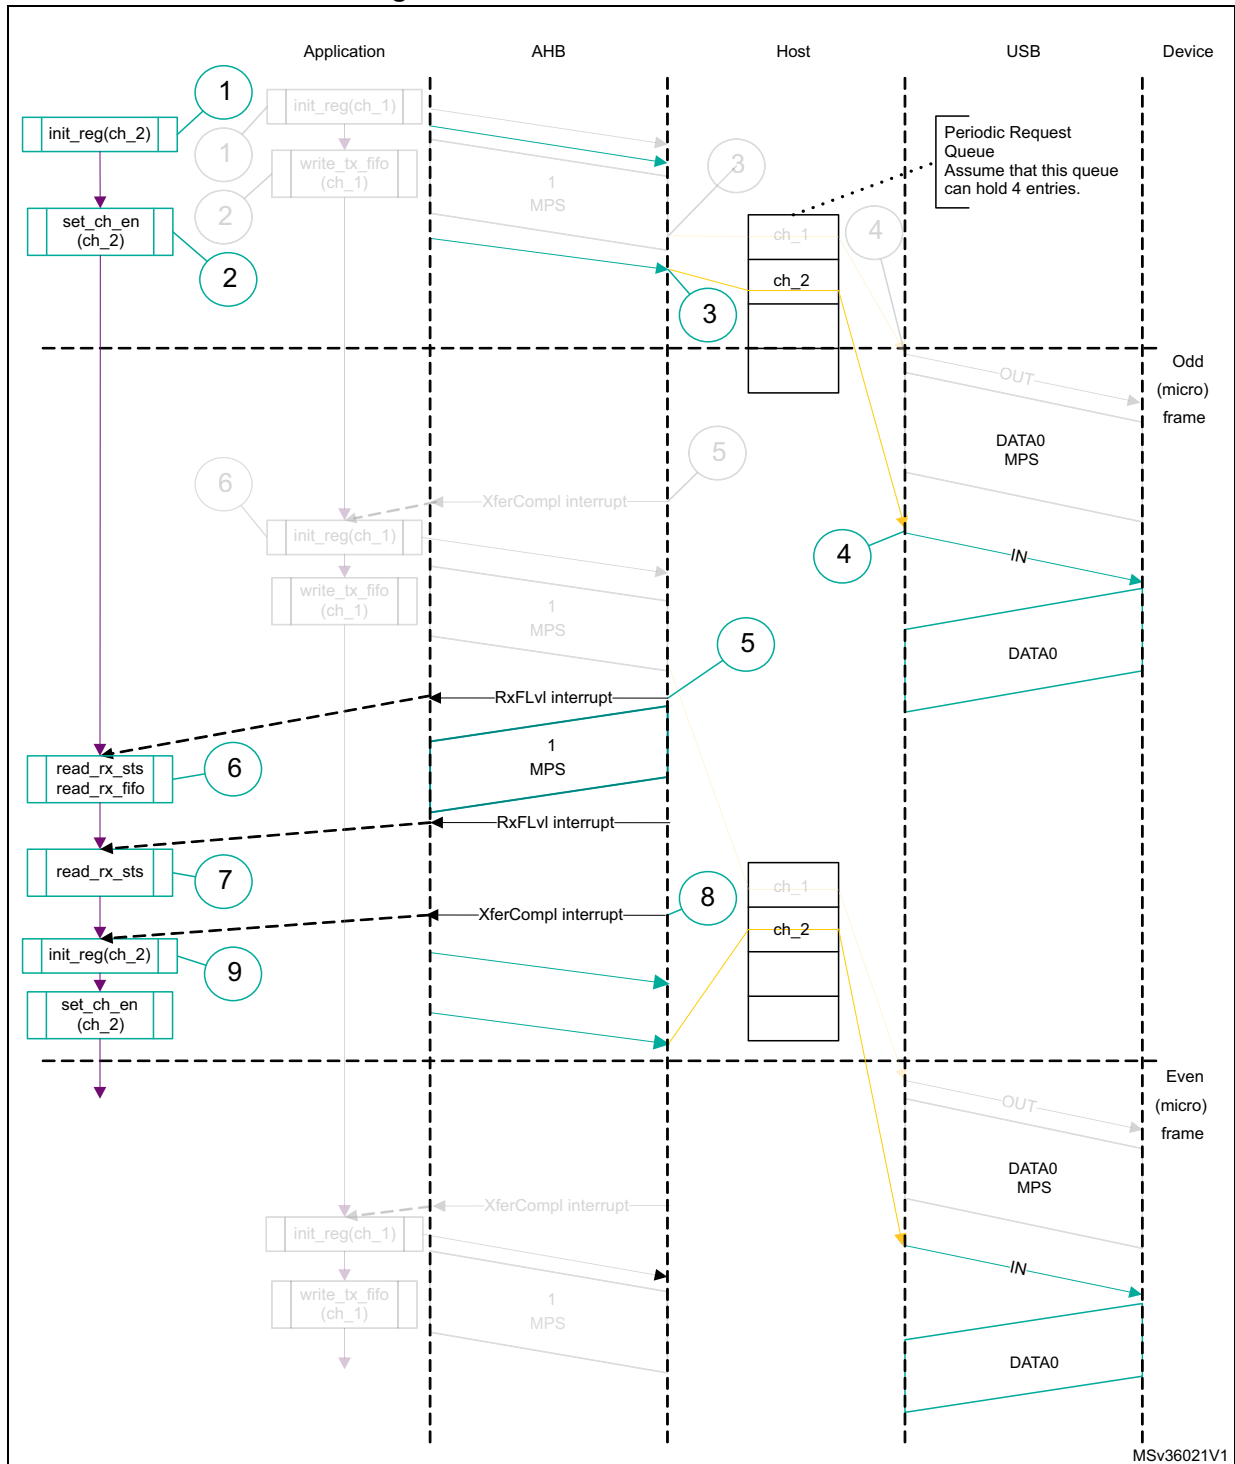 Application
AHB
Host
USB
Device
1
init_reg(ch_1)
init_reg(ch_2)
1
write_tx_fifo
(ch_1)
1
MPS
3
Periodic Request
Queue
Assume that this queue
can hold 4 entries.
set_ch_en
(ch_2)
2
2
ch_1
4
ch_2
3
Odd
(micro)
frame
OUT
DATA0
MPS
5
6
XferCompl interrupt
init_reg(ch_1)
4
IN
write_tx_fifo
(ch_1)
1
MPS
5
DATA0
RxFLvl interrupt
1
MPS
read_rx_sts
read_rx_fifo
6
RxFLvl interrupt
read_rx_sts
7
ch_1
8
XferCompl interrupt
ch_2
init_reg(ch_2)
9
set_ch_en
(ch_2)
Even
(micro)
frame
OUT
DATA0
MPS
XferCompl interrupt
init_reg(ch_1)
IN
write_tx_fifo
(ch_1)
1
MPS
DATA0
MSv36021V1